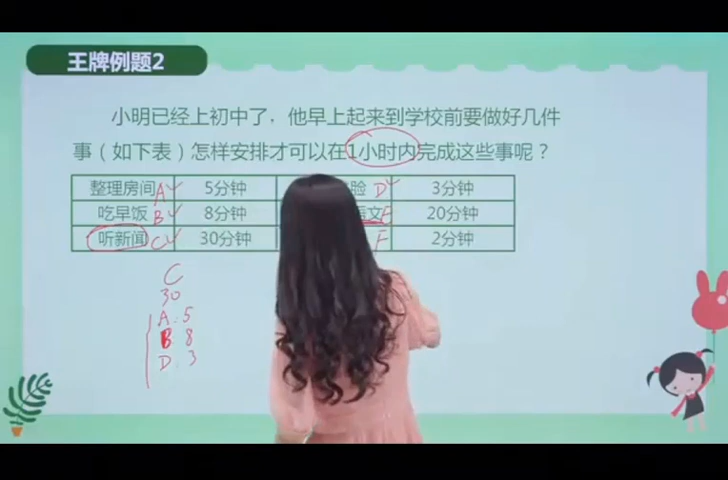 王牌例题2
小明已经上初中了，他早上起来到学校前要做好几件
事（如下表）怎样安排才可以在1小时内完成这些事呢？
整理房间 A✓ 5分钟 脸 D✓ 3分钟
吃早饭 B✓ 8分钟 语文E 20分钟
听新闻 C✓ 30分钟 F 2分钟
C
30
A:5
B:8
D:3